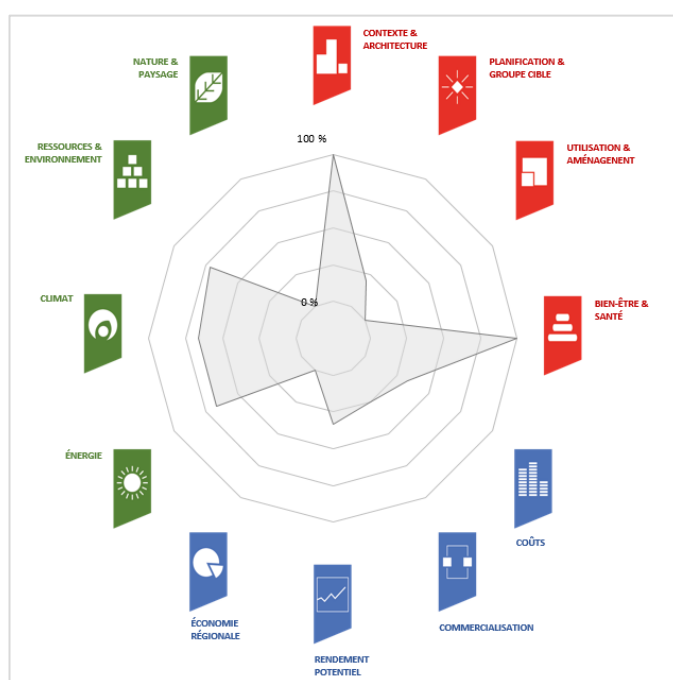 CONTEXTE &
ARCHITECTURE
NATURE &
PAYSAGE
PLANIFICATION &
GROUPE CIBLE
100 %
RESSOURCES &
ENVIRONNEMENT
UTILISATION &
AMÉNAGEMENT
CLIMAT
0 %
BIEN-ÊTRE &
SANTÉ
ÉNERGIE
COÛTS
ÉCONOMIE
RÉGIONALE
COMMERCIALISATION
RENDEMENT
POTENTIEL